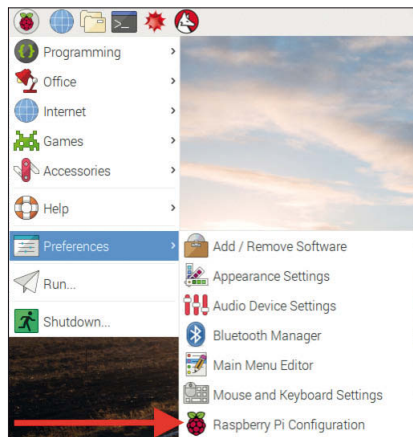 Programming
Office
Internet
Games
Accessories
Help
Preferences
Run...
Shutdown...
Add / Remove Software
Appearance Settings
Audio Device Settings
Bluetooth Manager
Main Menu Editor
Mouse and Keyboard Settings
Raspberry Pi Configuration